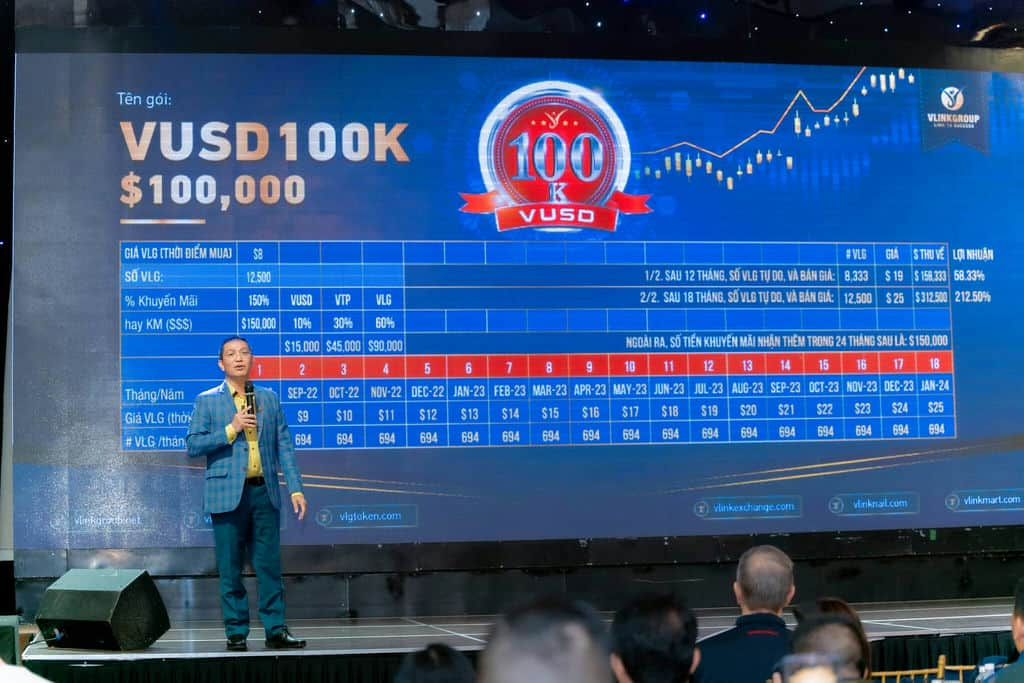 Tên gói:
VUSD 100K
$100,000
100
K
VUSD
VLINKGROUP
LINK TO SUCCESS
GIÁ VLG (THỜI ĐIỂM MUA) $8 # VLG GIÁ $ THU VỀ LỢI NHUẬN
SỐ VLG: 12,500 1/2. SAU 12 THÁNG, SỐ VLG TỰ DO, VÀ BÁN GIÁ: 8,333 $ 19 $ 158,333 58.33%
% Khuyến Mãi 150% VUSD VTP VLG 2/2. SAU 18 THÁNG, SỐ VLG TỰ DO, VÀ BÁN GIÁ: 12,500 $ 25 $ 312,500 212.50%
hay KM ($$$) $150,000 10% 30% 60%
$15,000 $45,000 $90,000 NGOÀI RA, SỐ TIỀN KHUYẾN MÃI NHẬN THÊM TRONG 24 THÁNG SAU LÀ: $ 150,000
1 2 3 4 5 6 7 8 9 10 11 12 13 14 15 16 17 18
Tháng/Năm SEP-22 OCT-22 NOV-22 DEC-22 JAN-23 FEB-23 MAR-23 APR-23 MAY-23 JUN-23 JUL-23 AUG-23 SEP-23 OCT-23 NOV-23 DEC-23 JAN-24
Giá VLG (thời $9 $10 $11 $12 $13 $14 $15 $16 $17 $18 $19 $20 $21 $22 $23 $24 $25
# VLG /tháng 694 694 694 694 694 694 694 694 694 694 694 694 694 694 694 694 694
vlinkgroup.net vlgtoken.com vlinkexchange.com vlinknail.com vlinkmart.com